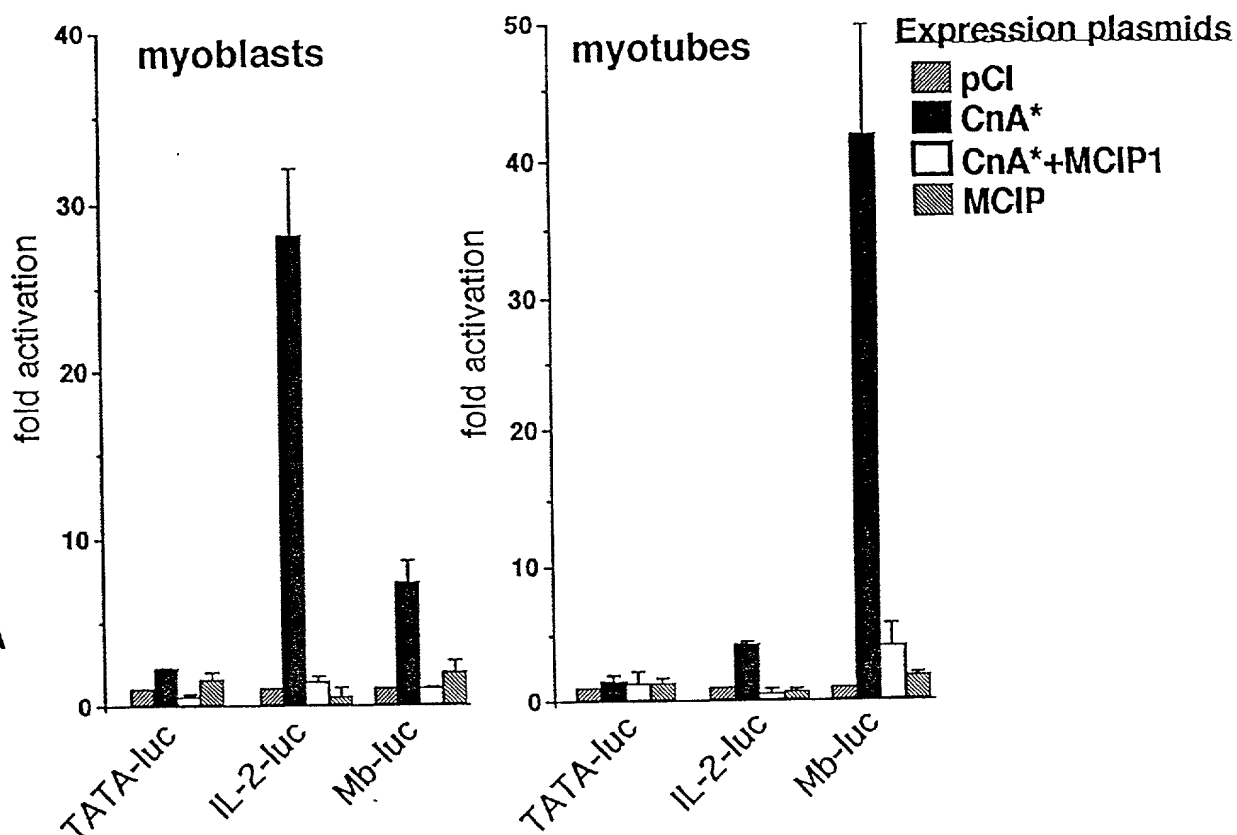 myoblasts
40
30
20
10
0
fold activation
TATA-luc
IL-2-luc
Mb-luc
myotubes
50
40
30
20
10
0
fold activation
TATA-luc
IL-2-luc
Mb-luc
Expression plasmids
pCI
CnA*
CnA*+MCIP1
MCIP